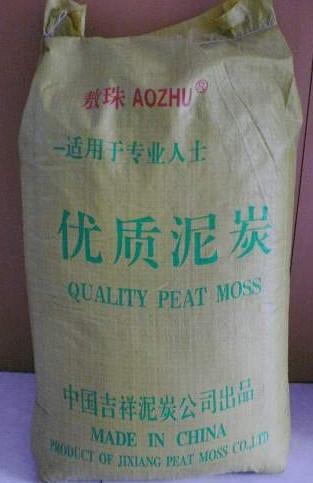 敖珠 AOZHU®
-适用于专业人士
优质泥炭
QUALITY PEAT MOSS
中国吉祥泥炭公司出品
MADE IN CHINA
PRODUCT OF JIXIANG PEAT MOSS CO.,LTD